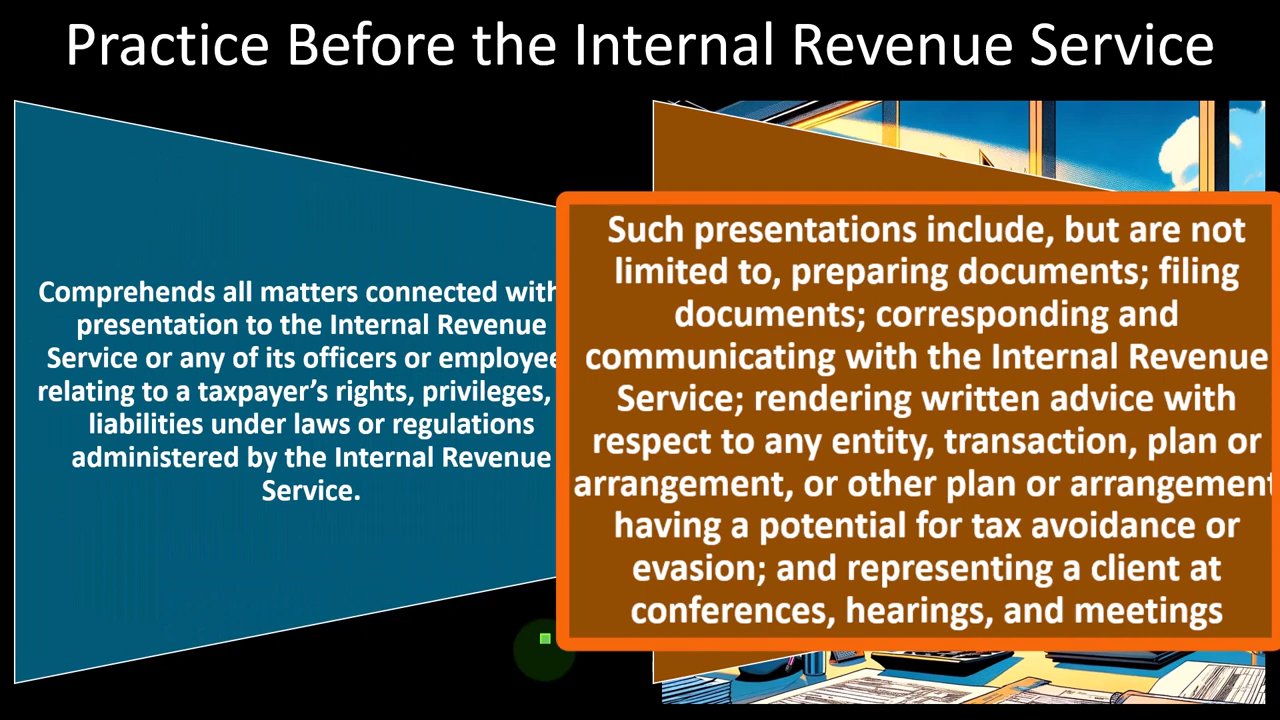 Practice Before the Internal Revenue Service
Comprehends all matters connected with
presentation to the Internal Revenue
Service or any of its officers or
relating to a taxpayer’s rights, privileges,
liabilities under laws or regulations
administered by the Internal Revenue
Service.
Such presentations include, but are not
limited to, preparing documents; filing
documents; corresponding and
communicating with the Internal Revenue
Service; rendering written advice with
respect to any entity, transaction, plan or
arrangement, or other plan or arrangement
having a potential for tax avoidance or
evasion; and representing a client at
conferences, hearings, and meetings